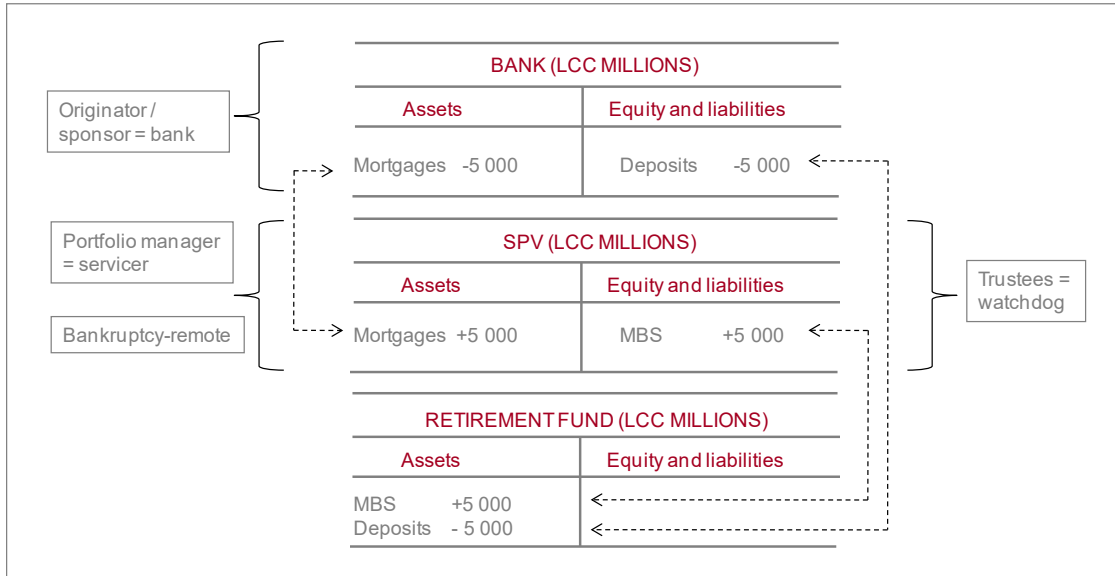 BANK (LCC MILLIONS)
Assets
Equity and liabilities
Originator /
sponsor = bank
Mortgages -5 000
Deposits -5 000
Portfolio manager
= servicer
SPV (LCC MILLIONS)
Assets
Equity and liabilities
Trustees =
watchdog
Bankruptcy-remote
Mortgages +5 000
MBS +5 000
RETIREMENT FUND (LCC MILLIONS)
Assets
Equity and liabilities
MBS +5 000
Deposits - 5 000